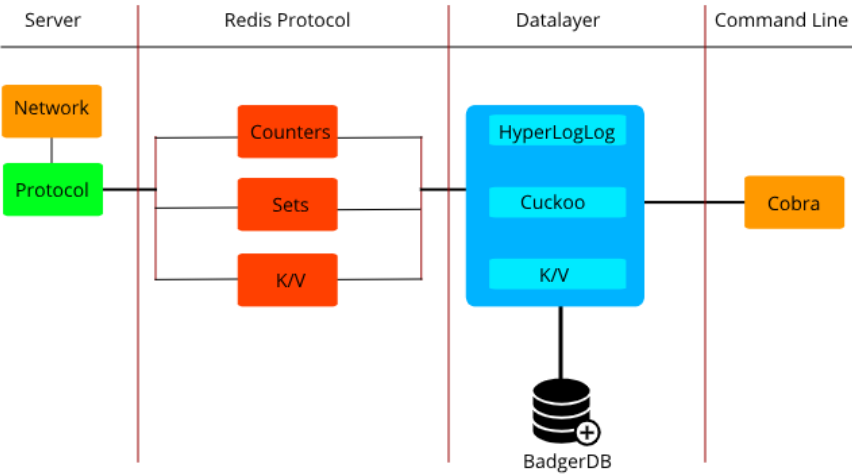 Server
Redis Protocol
Datalayer
Command Line
Network
Protocol
Counters
Sets
K/V
HyperLogLog
Cuckoo
K/V
Cobra
BadgerDB